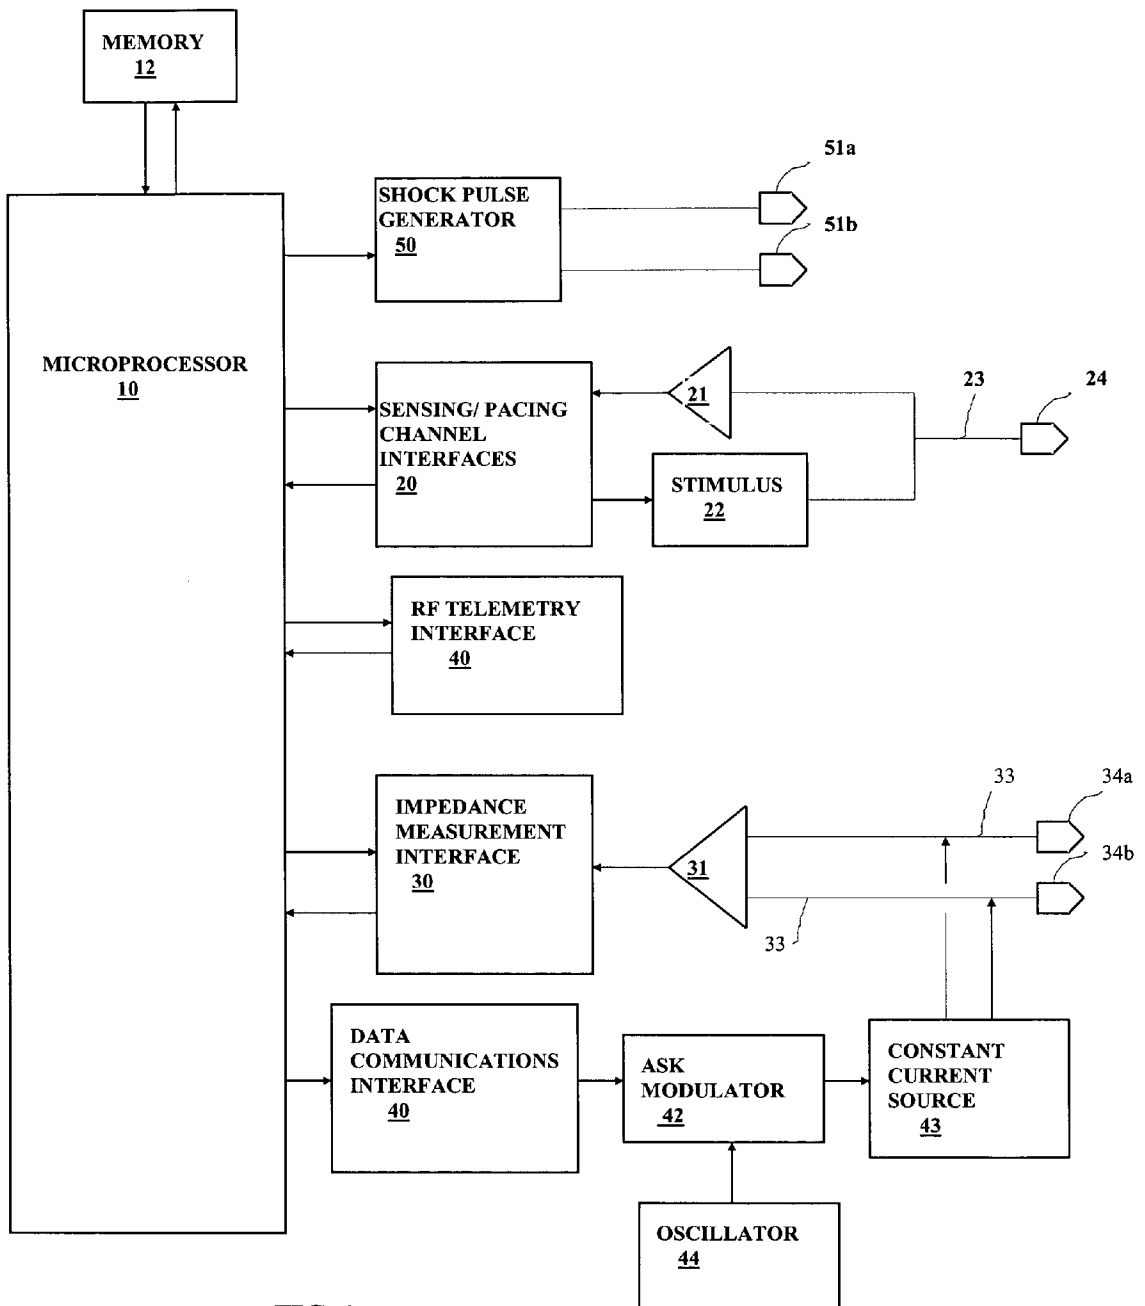 MEMORY
12
51a
SHOCK PULSE
GENERATOR
50
51b
MICROPROCESSOR
10
SENSING/ PACING
CHANNEL
INTERFACES
20
21
23
24
STIMULUS
22
RF TELEMETRY
INTERFACE
40
IMPEDANCE
MEASUREMENT
INTERFACE
30
31
33
34a
34b
33
DATA
COMMUNICATIONS
INTERFACE
40
ASK
MODULATOR
42
CONSTANT
CURRENT
SOURCE
43
OSCILLATOR
44